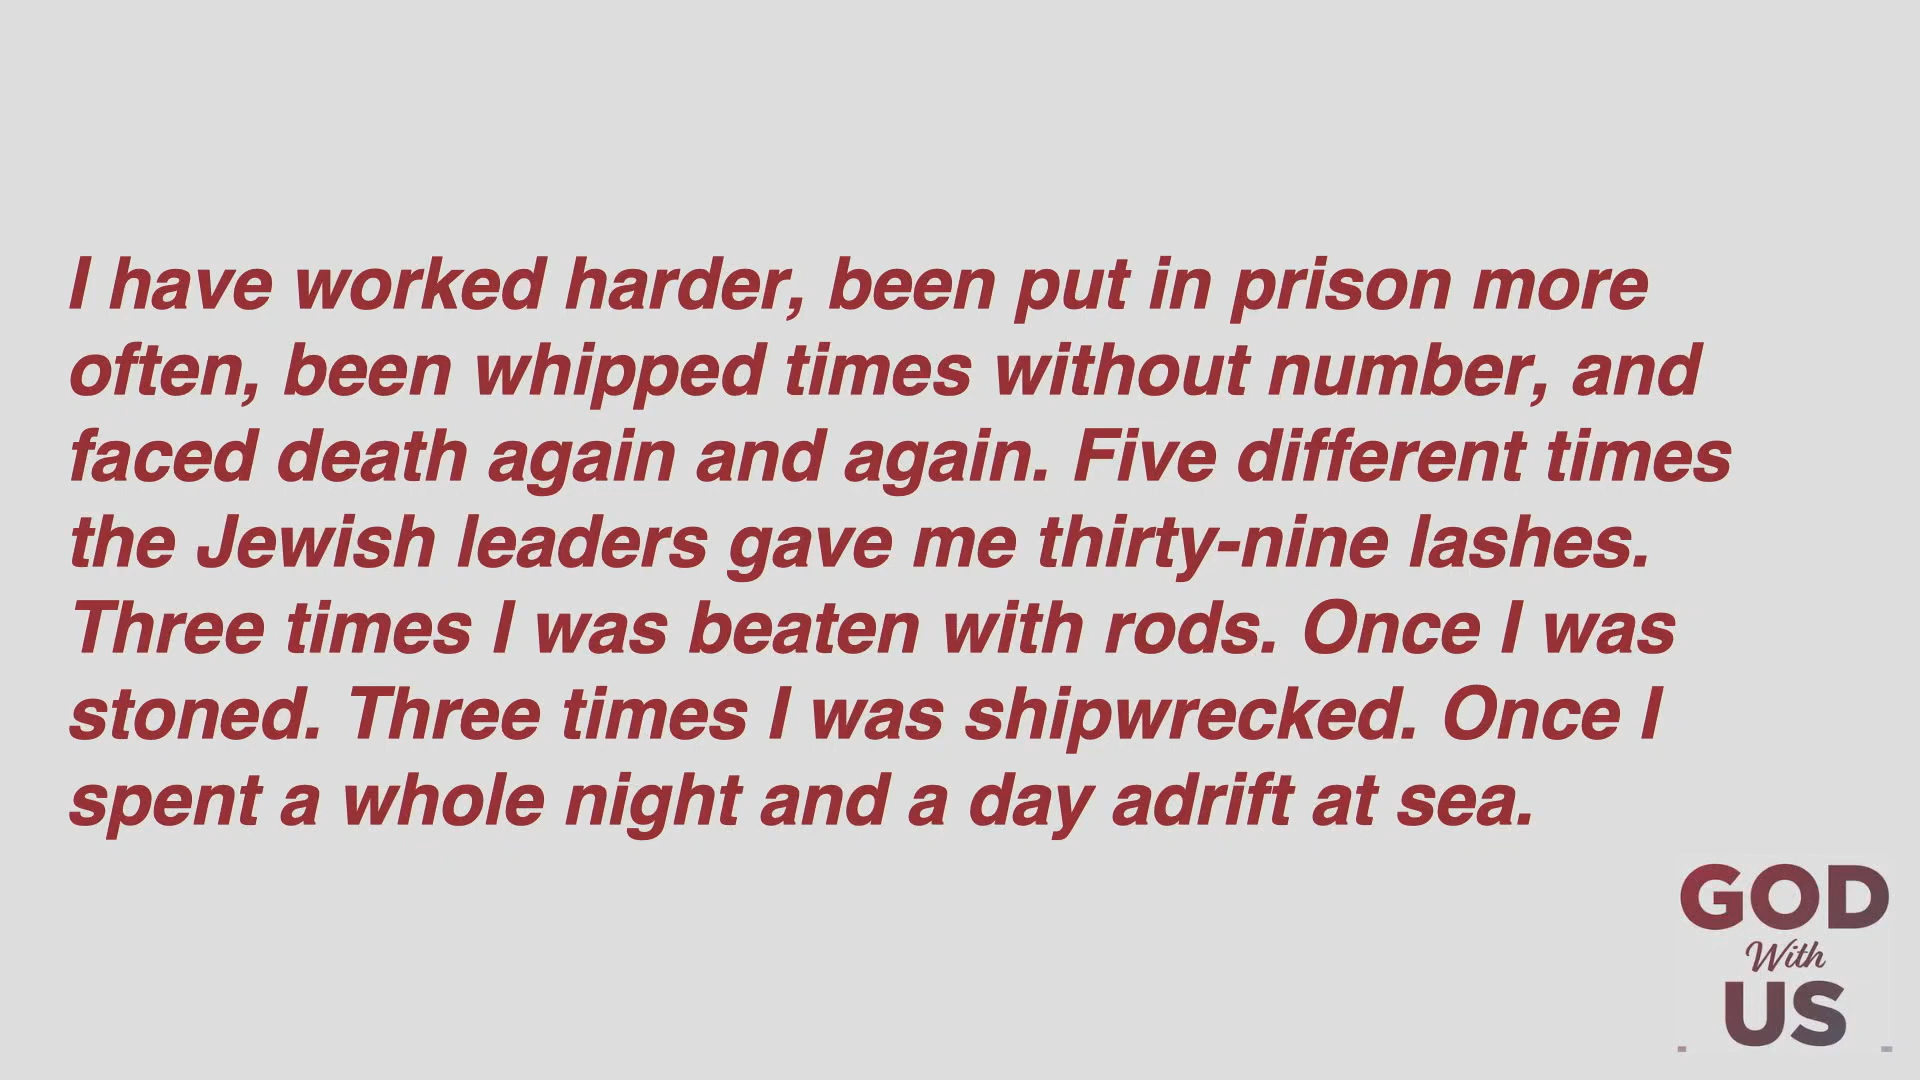 I have worked harder, been put in prison more
often, been whipped times without number, and
faced death again and again. Five different times
the Jewish leaders gave me thirty-nine lashes.
Three times I was beaten with rods. Once I was
stoned. Three times I was shipwrecked. Once I
spent a whole night and a day adrift at sea.
GOD
With
US